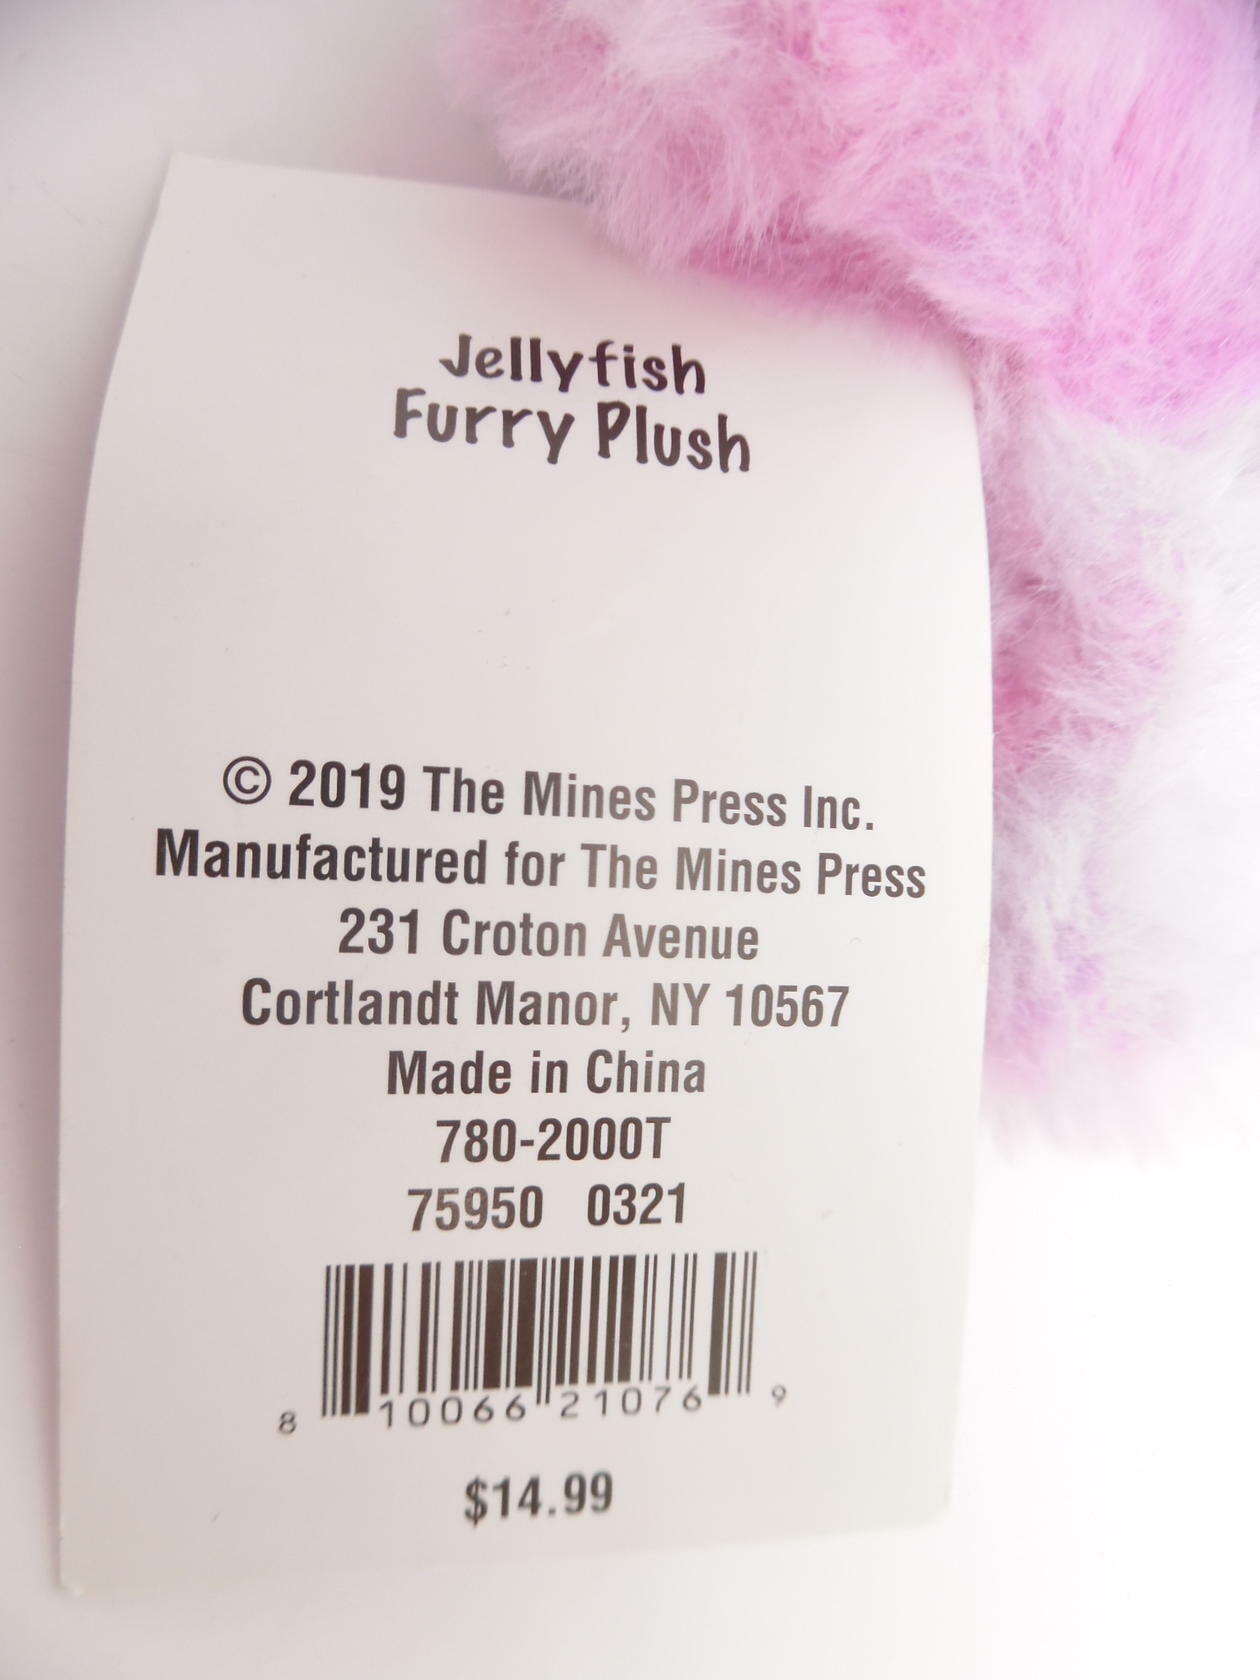 Jellyfish
Furry Plush
© 2019 The Mines Press Inc.
Manufactured for The Mines Press
231 Croton Avenue
Cortlandt Manor, NY 10567
Made in China
780-2000T
75950 0321
8 10066 21076 9
$14.99